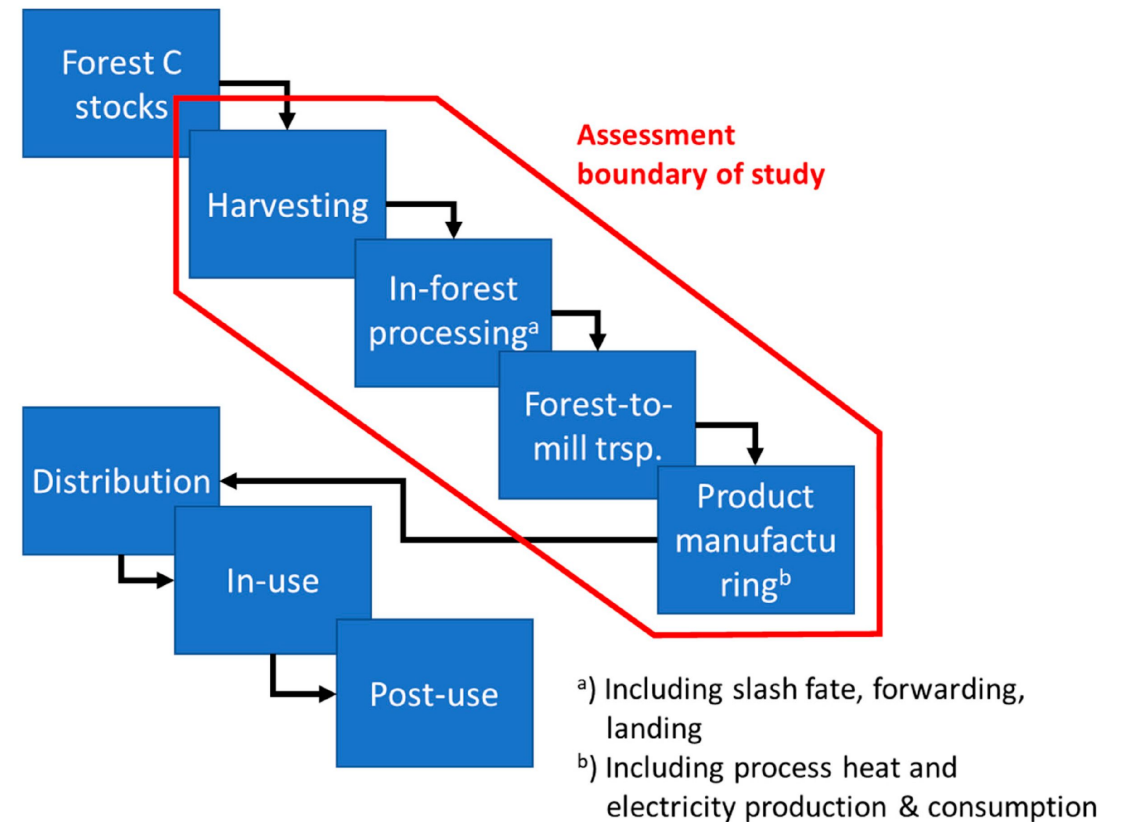 Forest C
stocks
Assessment
boundary of study
Harvesting
In-forest
processingᵃ
Forest-to-
mill trsp.
Product
manufactu
ringᵇ
Distribution
In-use
Post-use
ᵃ) Including slash fate, forwarding,
landing
ᵇ) Including process heat and
electricity production & consumption